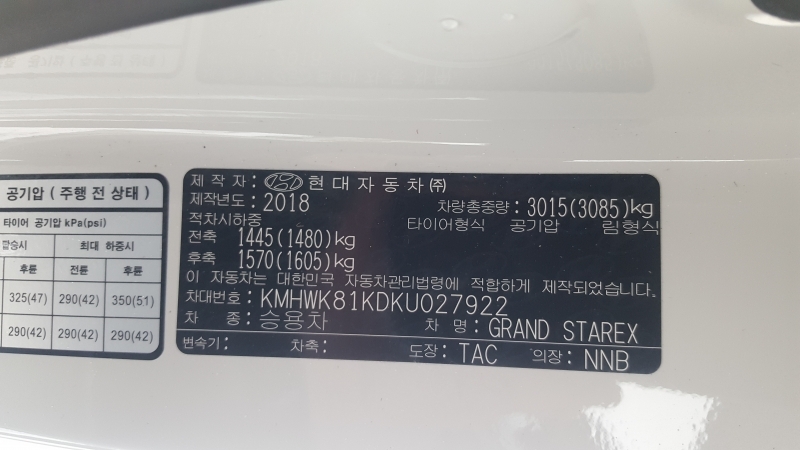 공기압 ( 주행 전 상태 )
타이어 공기압 kPa(psi)
최대 하중시
후륜 전륜 후륜
325(47) 290(42) 350(51)
290(42) 290(42) 290(42)
제 작 자 : 현대자동차㈜
제작년도 : 2018 차량총중량 : 3015(3085)kg
적차시하중 타이어형식 공기압 림형식
전축 1445(1480)kg
후축 1570(1605)kg
이 자동차는 대한민국 자동차관리법령에 적합하게 제작되었습니다.
차대번호 : KMHWK81KDKU027922
차 종 : 승용차 차 명 : GRAND STAREX
변속기 : 차축 : 도장 : TAC 의장 : NNB